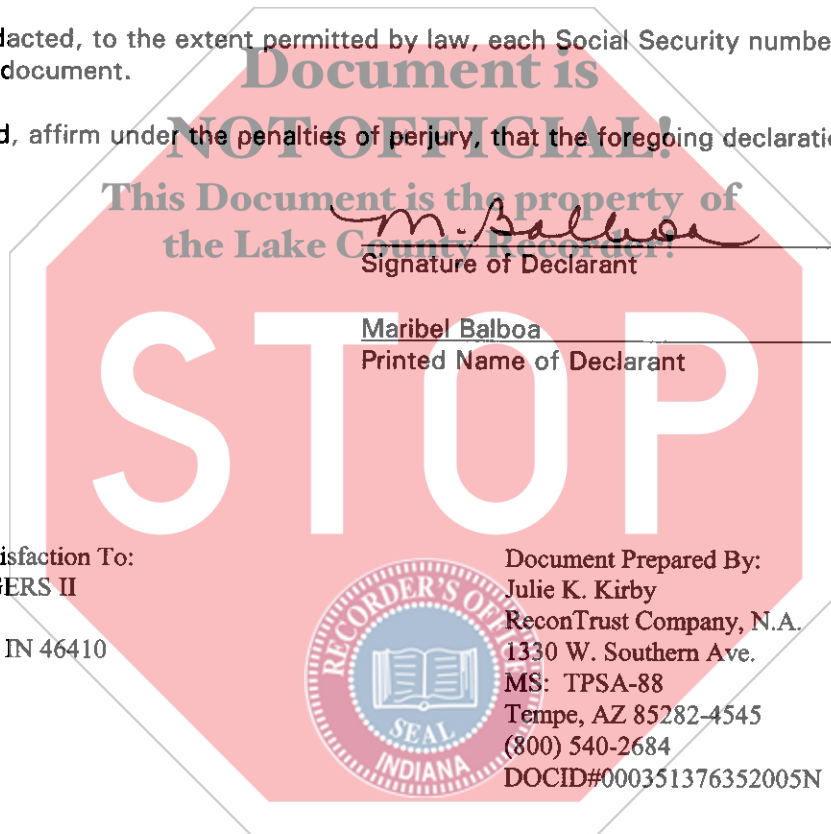 dacted, to the extent permitted by law, each Social Security numbe
document.
Document is
d, affirm under the penalties of perjury, that the foregoing declaratio
NOT OFFICIAL!
This Document is the property of
the Lake County Recorder!
M. Balboa
Signature of Declarant
Maribel Balboa
Printed Name of Declarant
STOP
isfaction To:
GERS II
IN 46410
Document Prepared By:
Julie K. Kirby
ReconTrust Company, N.A.
1330 W. Southern Ave.
MS: TPSA-88
Tempe, AZ 85282-4545
(800) 540-2684
DOCID#000351376352005N
RECORDER'S OFFICE
SEAL
INDIANA